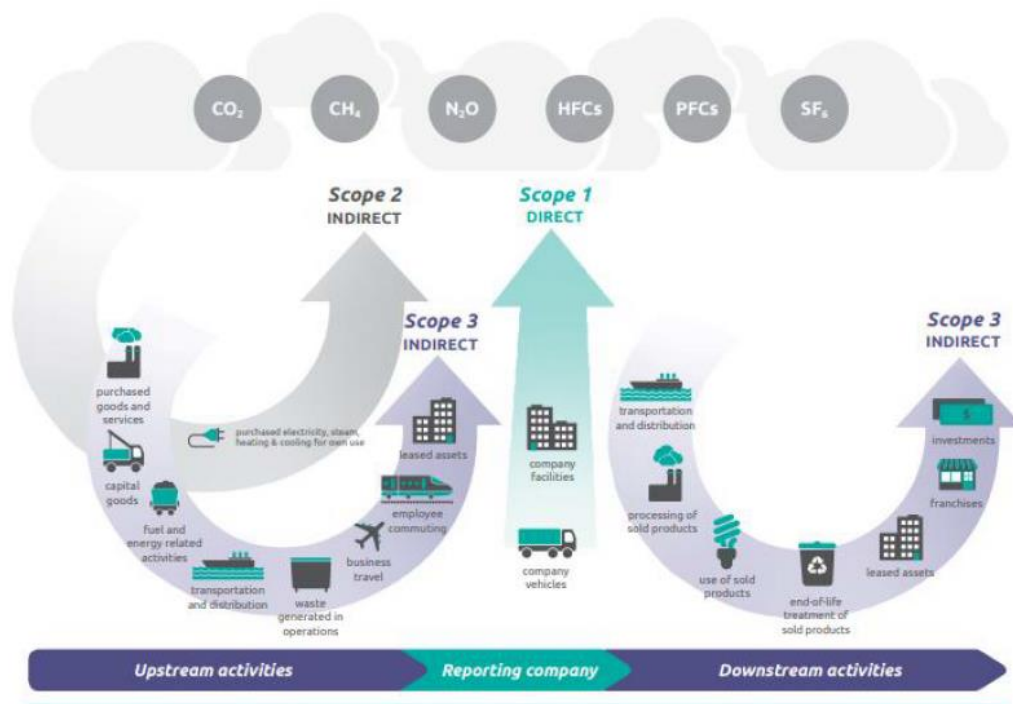 CO₂
CH₄
N₂O
HFCs
PFCs
SF₆
Scope 2
INDIRECT
Scope 1
DIRECT
Scope 3
INDIRECT
Scope 3
INDIRECT
purchased
goods and
services
capital
goods
fuel and
energy related
activities
transportation
and distribution
waste
generated in
operations
business
travel
employee
commuting
leased assets
purchased electricity, steam,
heating & cooling for own use
company
facilities
company
vehicles
transportation
and distribution
processing of
sold products
use of sold
products
end-of-life
treatment of
sold products
leased assets
franchises
investments
$
Upstream activities
Reporting company
Downstream activities